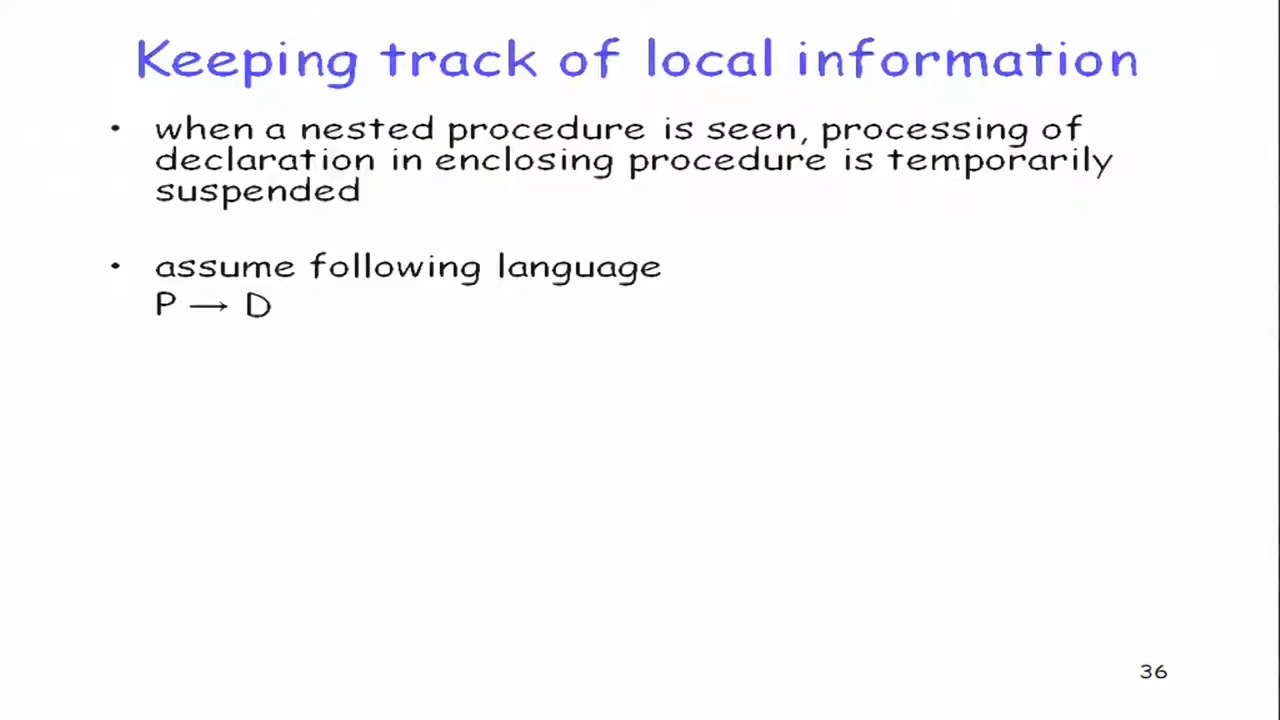 Keeping track of local information
• when a nested procedure is seen, processing of
declaration in enclosing procedure is temporarily
suspended
• assume following language
P → D
36